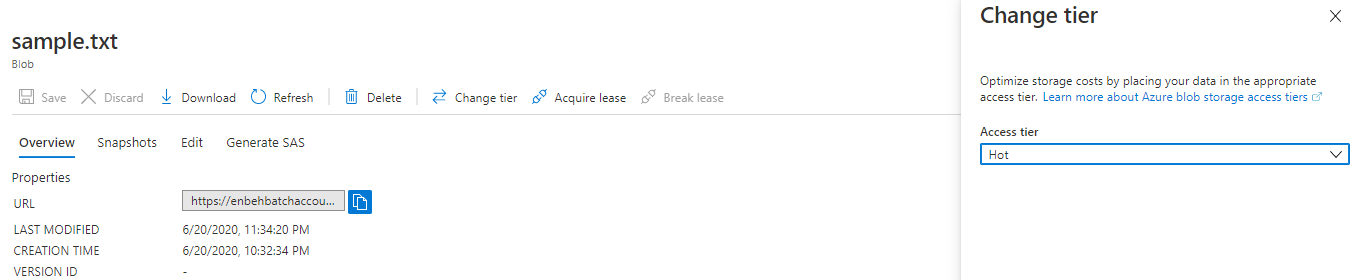 sample.txt
Blob
Save Discard Download Refresh Delete Change tier Acquire lease Break lease
Overview Snapshots Edit Generate SAS
Properties
URL https://enbehbatchaccou...
LAST MODIFIED 6/20/2020, 11:34:20 PM
CREATION TIME 6/20/2020, 10:32:34 PM
VERSION ID -
Change tier
Optimize storage costs by placing your data in the appropriate
access tier. Learn more about Azure blob storage access tiers
Access tier
Hot